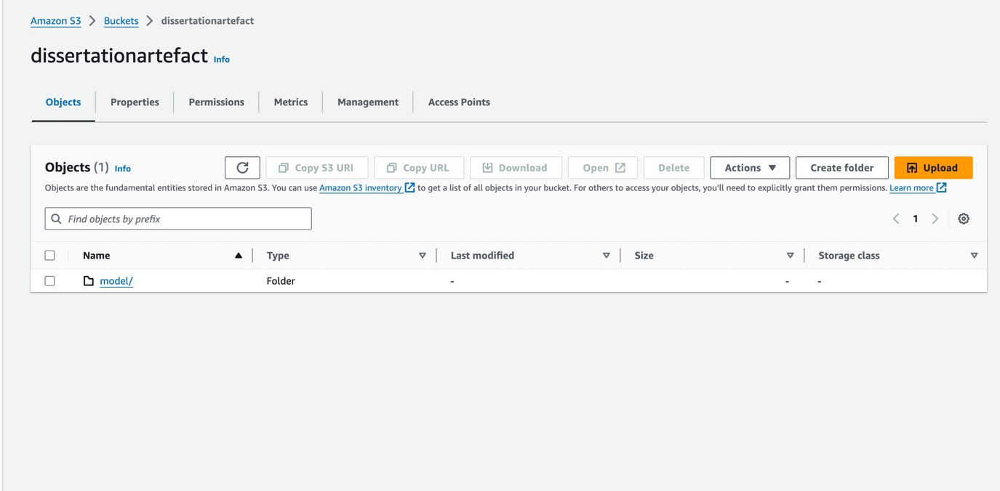 Amazon S3 > Buckets > dissertationartefact
dissertationartefact Info
Objects Properties Permissions Metrics Management Access Points
Objects (1) Info Copy S3 URI Copy URL Download Open Delete Actions Create folder Upload
Objects are the fundamental entities stored in Amazon S3. You can use Amazon S3 inventory to get a list of all objects in your bucket. For others to access your objects, you'll need to explicitly grant them permissions. Learn more
Find objects by prefix 1
Name Type Last modified Size Storage class
model/ Folder - - -